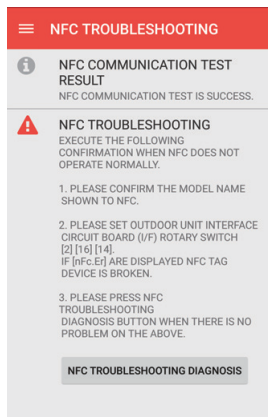 NFC TROUBLESHOOTING
NFC COMMUNICATION TEST
RESULT
NFC COMMUNICATION TEST IS SUCCESS.
NFC TROUBLESHOOTING
EXECUTE THE FOLLOWING
CONFIRMATION WHEN NFC DOES NOT
OPERATE NORMALLY.
1. PLEASE CONFIRM THE MODEL NAME
SHOWN TO NFC.
2. PLEASE SET OUTDOOR UNIT INTERFACE
CIRCUIT BOARD (I/F) ROTARY SWITCH
[2] [16] [14].
IF [nFc.Er] ARE DISPLAYED NFC TAG
DEVICE IS BROKEN.
3. PLEASE PRESS NFC
TROUBLESHOOTING
DIAGNOSIS BUTTON WHEN THERE IS NO
PROBLEM ON THE ABOVE.
NFC TROUBLESHOOTING DIAGNOSIS